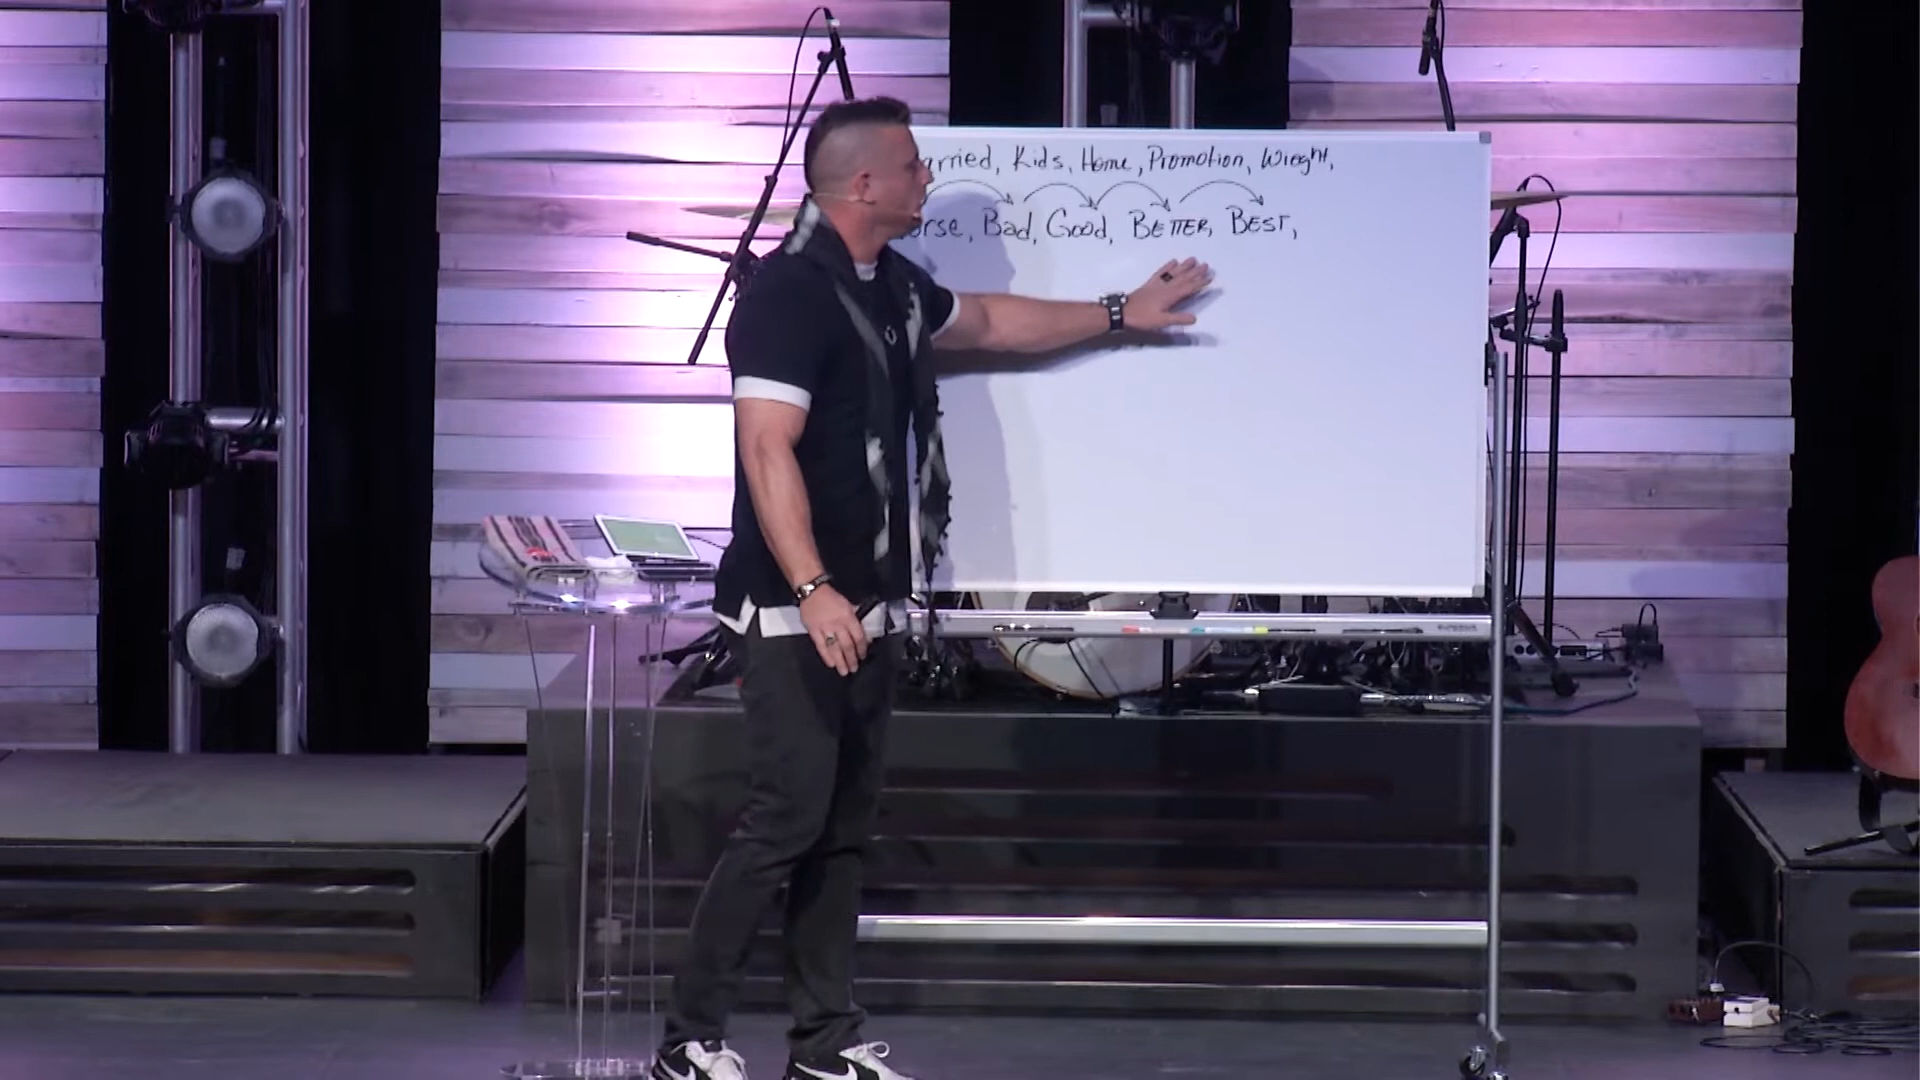 arried, Kids, Home, Promotion, Wieght,
orse, Bad, Good, BETTER, BEST,